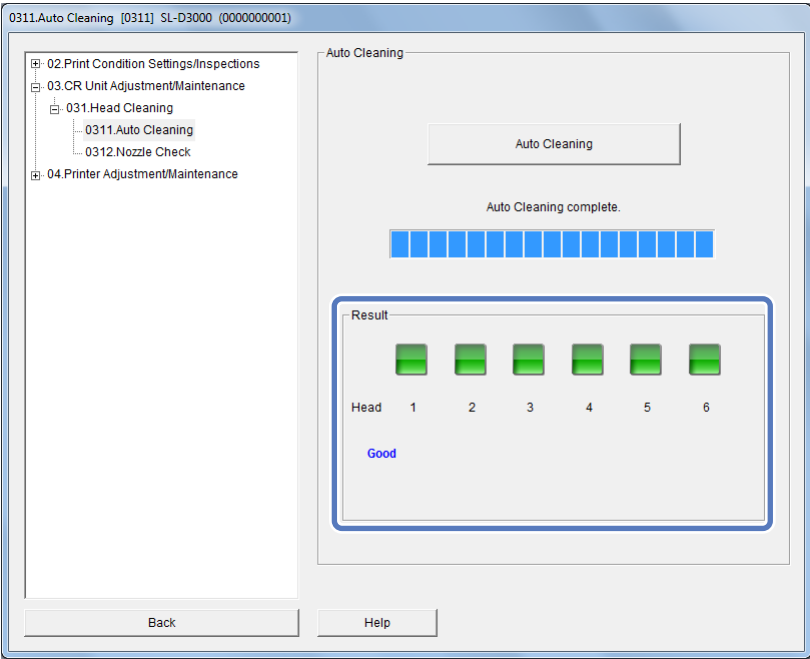 0311.Auto Cleaning [0311] SL-D3000 (0000000001)
02.Print Condition Settings/Inspections
03.CR Unit Adjustment/Maintenance
031.Head Cleaning
0311.Auto Cleaning
0312.Nozzle Check
04.Printer Adjustment/Maintenance
Auto Cleaning
Auto Cleaning
Auto Cleaning complete.
Result
Head 1 2 3 4 5 6
Good
Back
Help